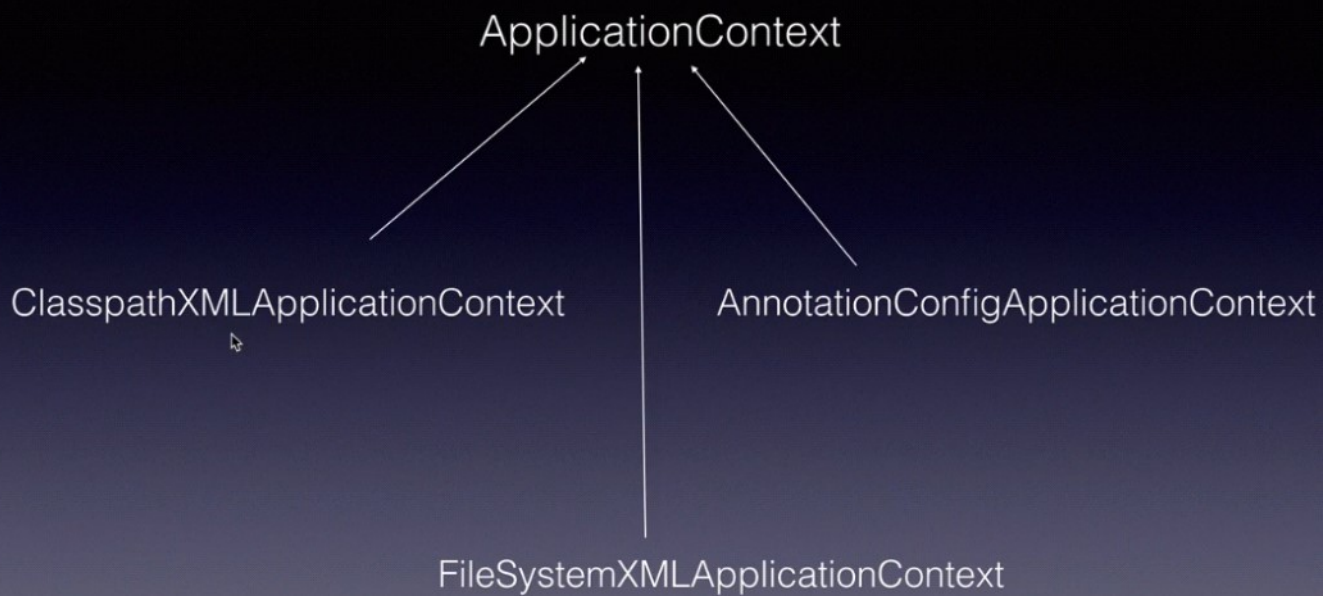 ApplicationContext
ClasspathXMLApplicationContext
AnnotationConfigApplicationContext
FileSystemXMLApplicationContext